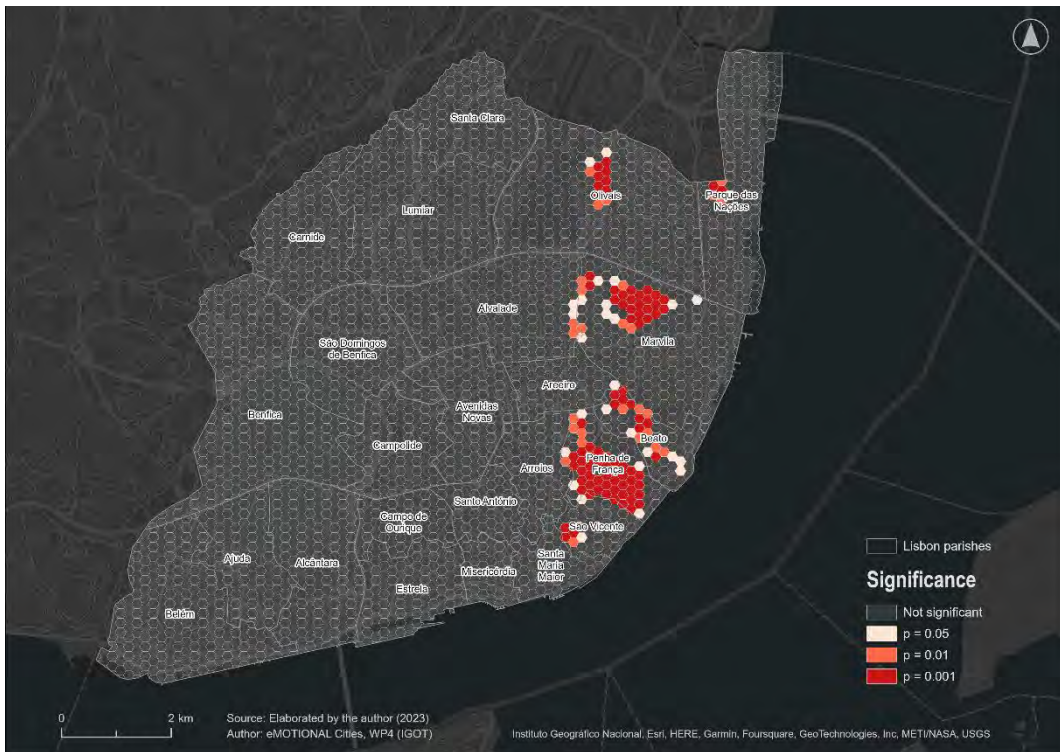 Santa Clara
Olivais
Parque das
Nações
Lumiar
Carnide
Alvalade
São Domingos
de Benfica
Marvila
Areeiro
Avenidas
Novas
Benfica
Beato
Campolide
Penha de
França
Arroios
Santo António
Campo de
Ourique
São Vicente
Ajuda
Alcântara
Santa
Maria
Maior
Misericórdia
Estrela
Belém
Lisbon parishes
Significance
Not significant
p = 0.05
p = 0.01
p = 0.001
0
2 km
Source: Elaborated by the author (2023)
Author: eMOTIONAL Cities, WP4 (IGOT)
Instituto Geográfico Nacional, Esri, HERE, Garmin, Foursquare, GeoTechnologies, Inc, METI/NASA, USGS